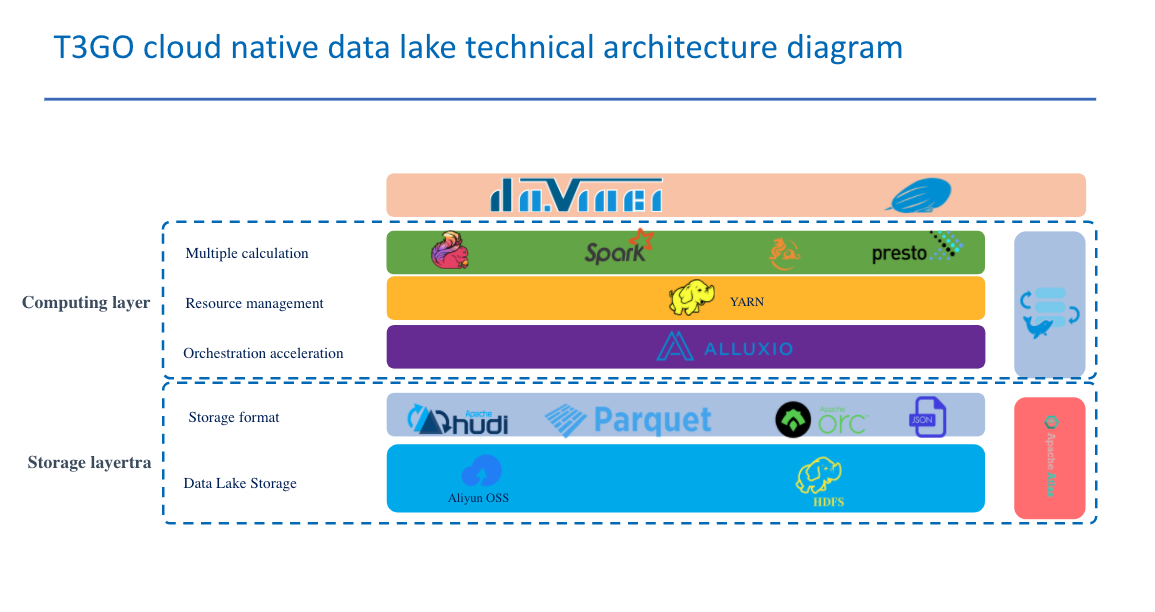 T3GO cloud native data lake technical architecture diagram
da.Vinci
Multiple calculation
Spark
presto
Computing layer
Resource management
YARN
Orchestration acceleration
ALLUXIO
Storage format
Apache
hudi
Parquet
Apache
orc
JSON
Storage layertra
Data Lake Storage
Aliyun OSS
HDFS
Apache Atlas